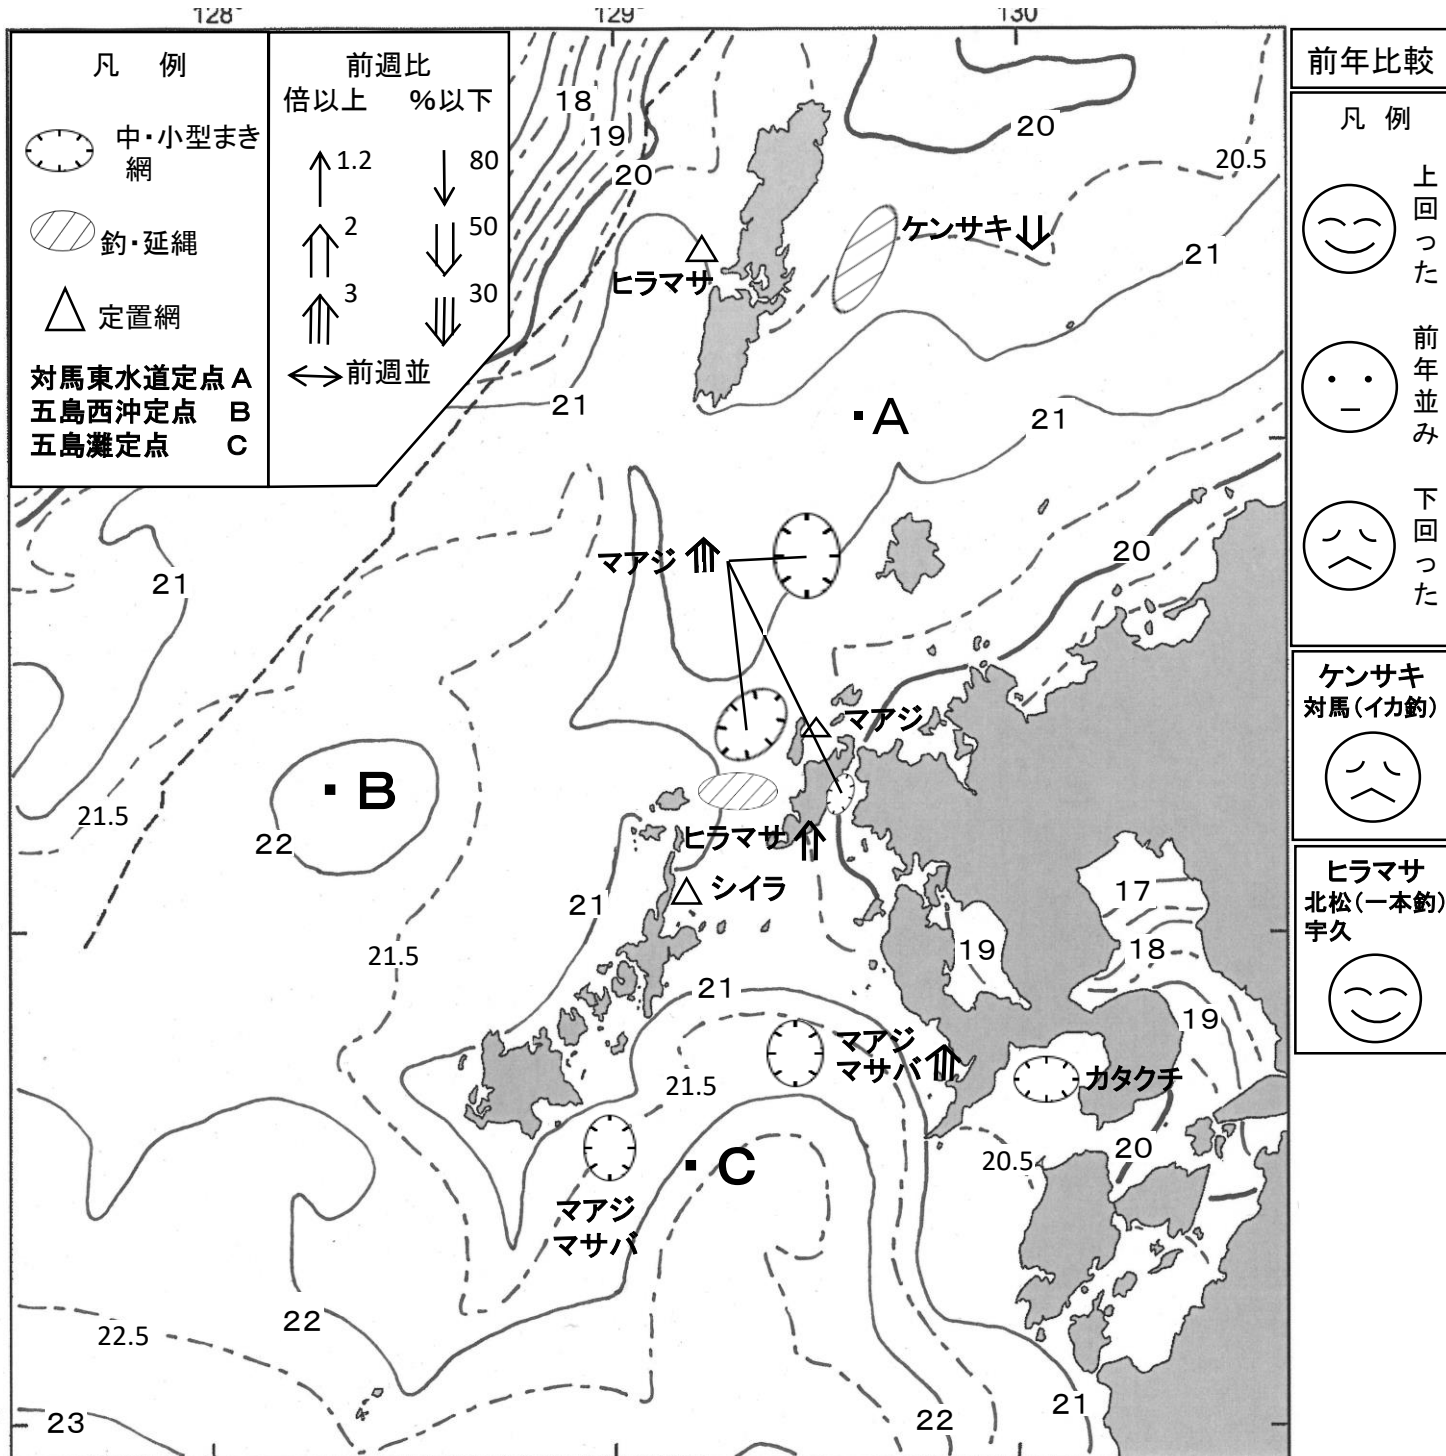 128°
129°
130
凡 例
中・小型まき
網
釣・延縄
定置網
対馬東水道定点 A
五島西沖定点 B
五島灘定点 C
前週比
倍以上 %以下
1.2 80
2 50
3 30
前週並
前年比較
凡 例
上回った
前年並み
下回った
ケンサキ
対馬(イカ釣)
ヒラマサ
北松(一本釣)
宇久
18
19
20
20
20.5
ケンサキ
21
ヒラマサ
21
A
21
マアジ
20
21
マアジ
B
21.5
22
ヒラマサ
シイラ
21
17
18
19
21.5
21
19
マアジ
マサバ
21.5
カタクチ
C
20.5
20
マアジ
マサバ
22
22.5
21
22
23